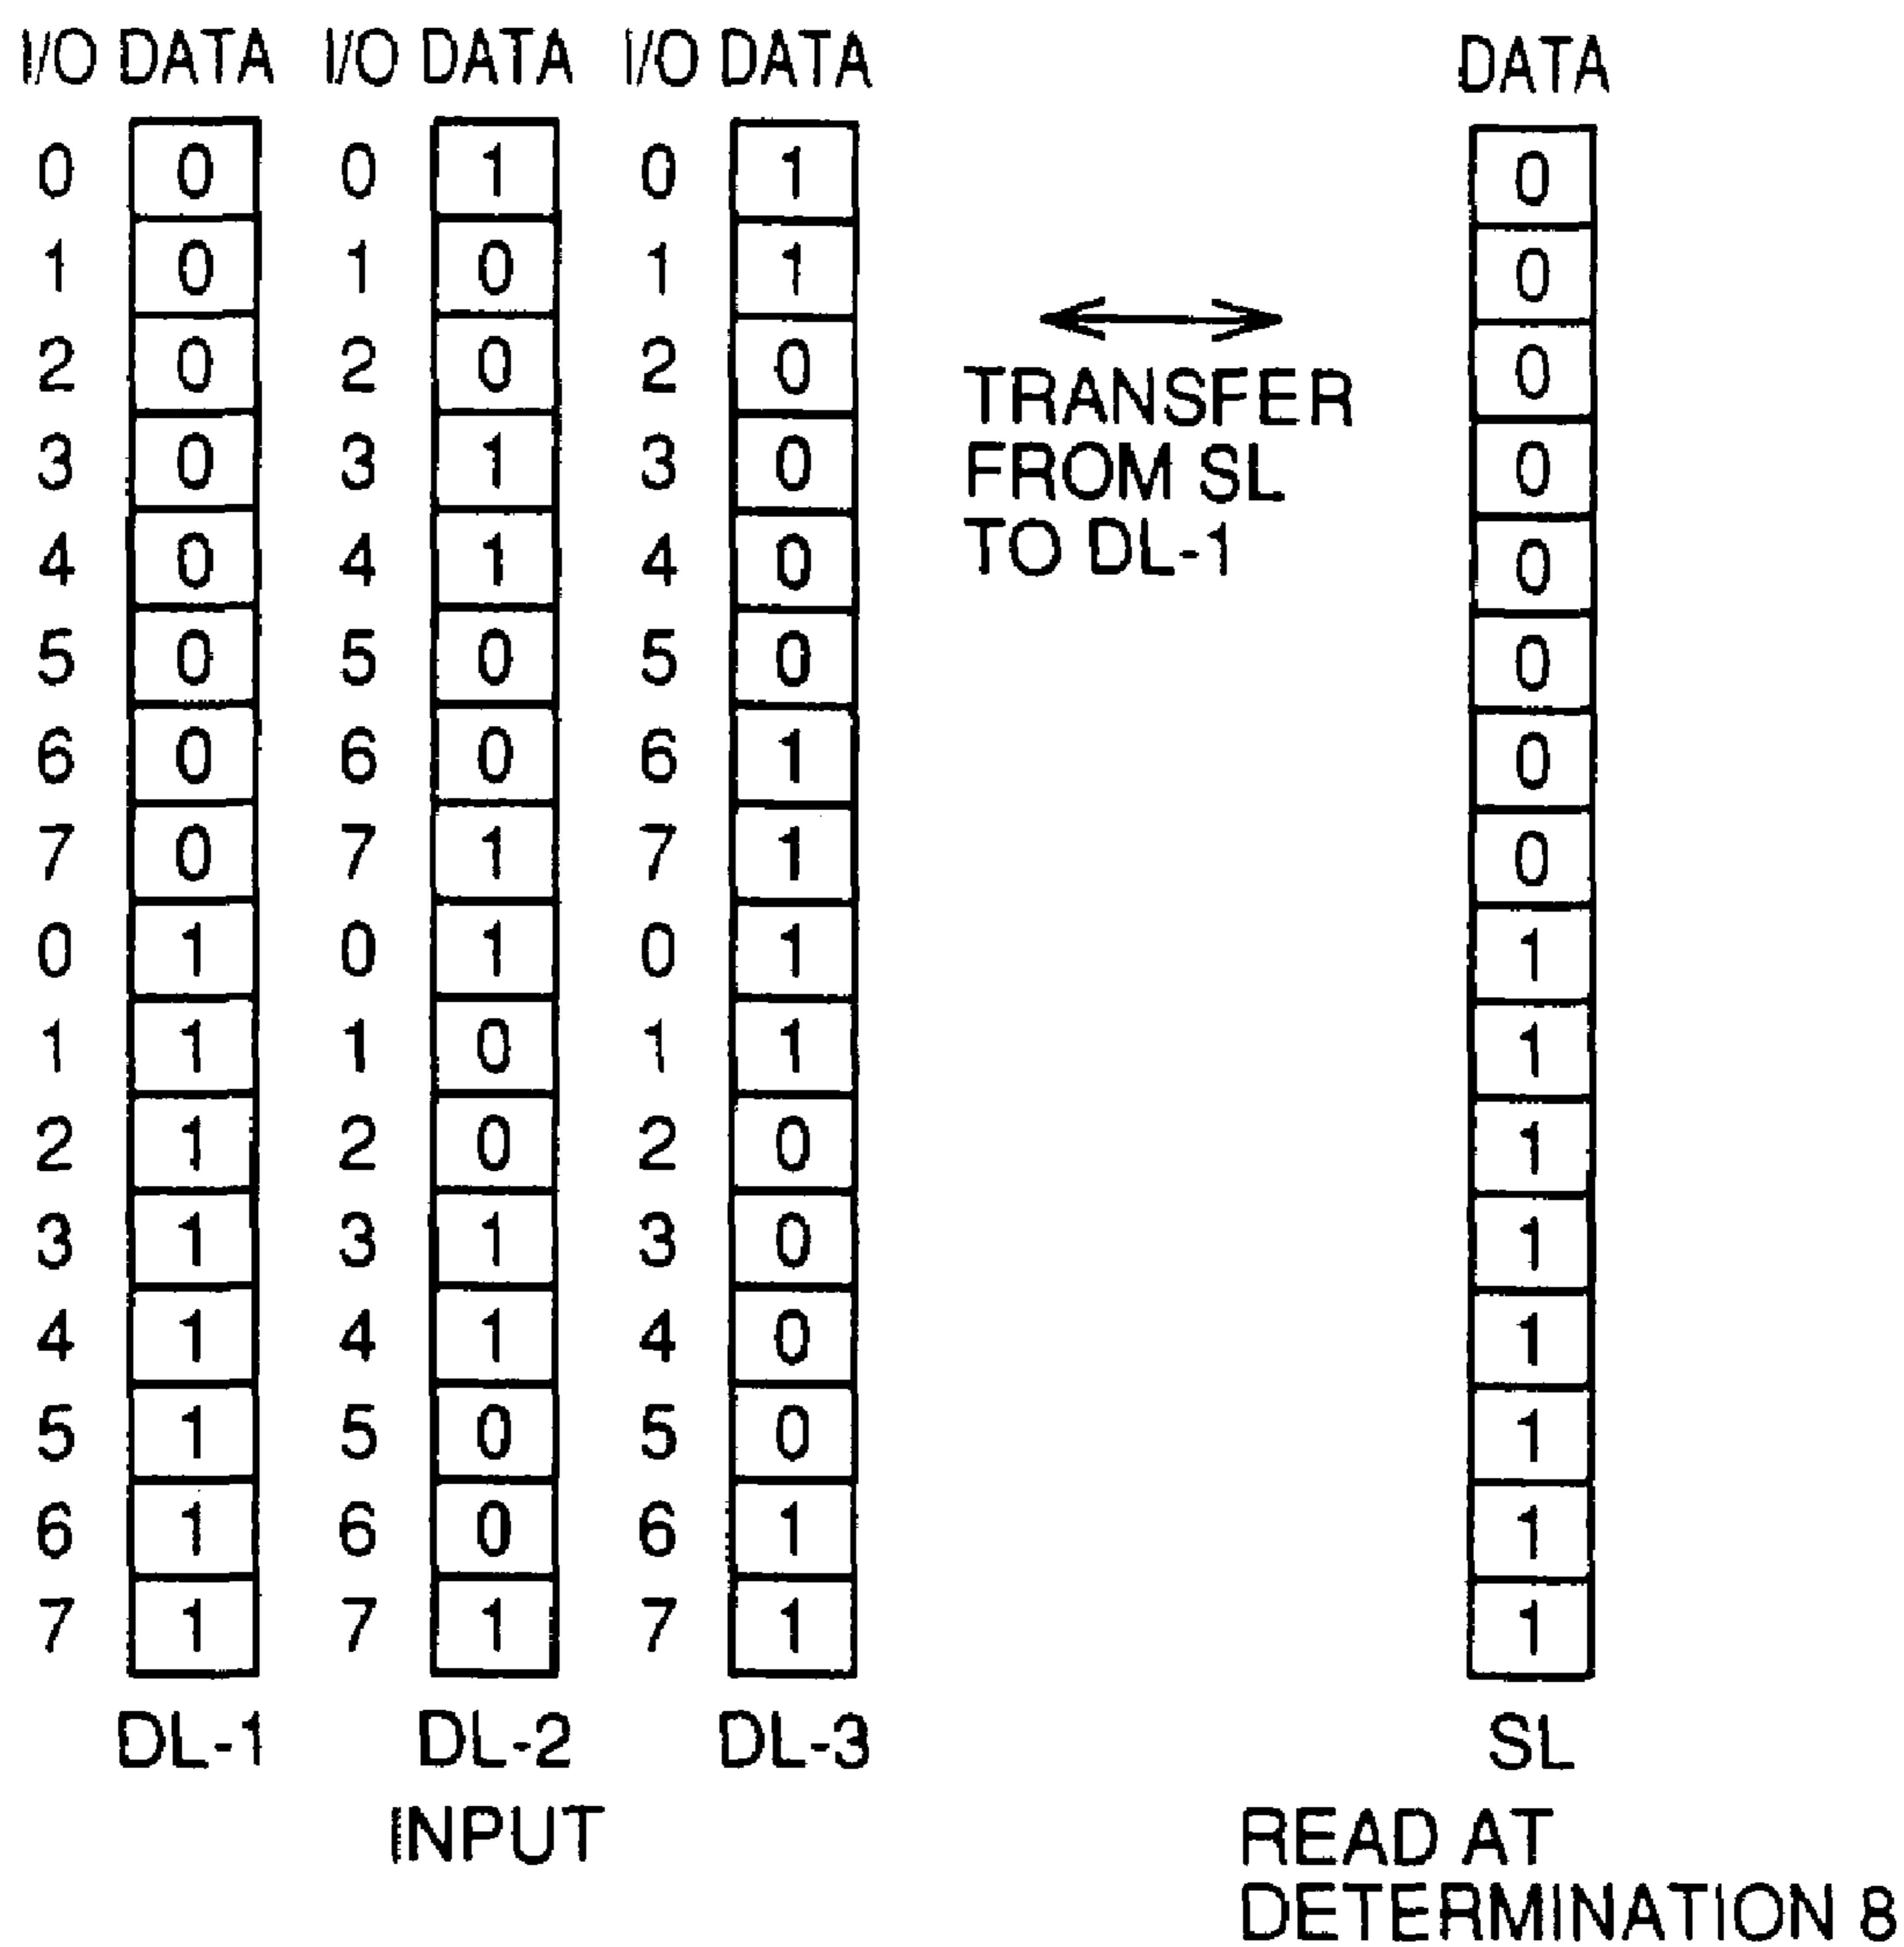 I/O DATA I/O DATA I/O DATA DATA
0 0 0 1 0 1 0
1 0 1 0 1 1 0
2 0 2 0 2 0 0
3 0 3 1 3 0 0
4 0 4 1 4 0 0
5 0 5 0 5 0 0
6 0 6 0 6 1 0
7 0 7 1 7 1 0
0 1 0 1 0 1 1
1 1 1 0 1 1 1
2 1 2 0 2 0 1
3 1 3 1 3 0 1
4 1 4 1 4 0 1
5 1 5 0 5 0 1
6 1 6 0 6 1 1
7 1 7 1 7 1 1
TRANSFER
FROM SL
TO DL-1
DL-1 DL-2 DL-3 SL
INPUT
READ AT
DETERMINATION 8